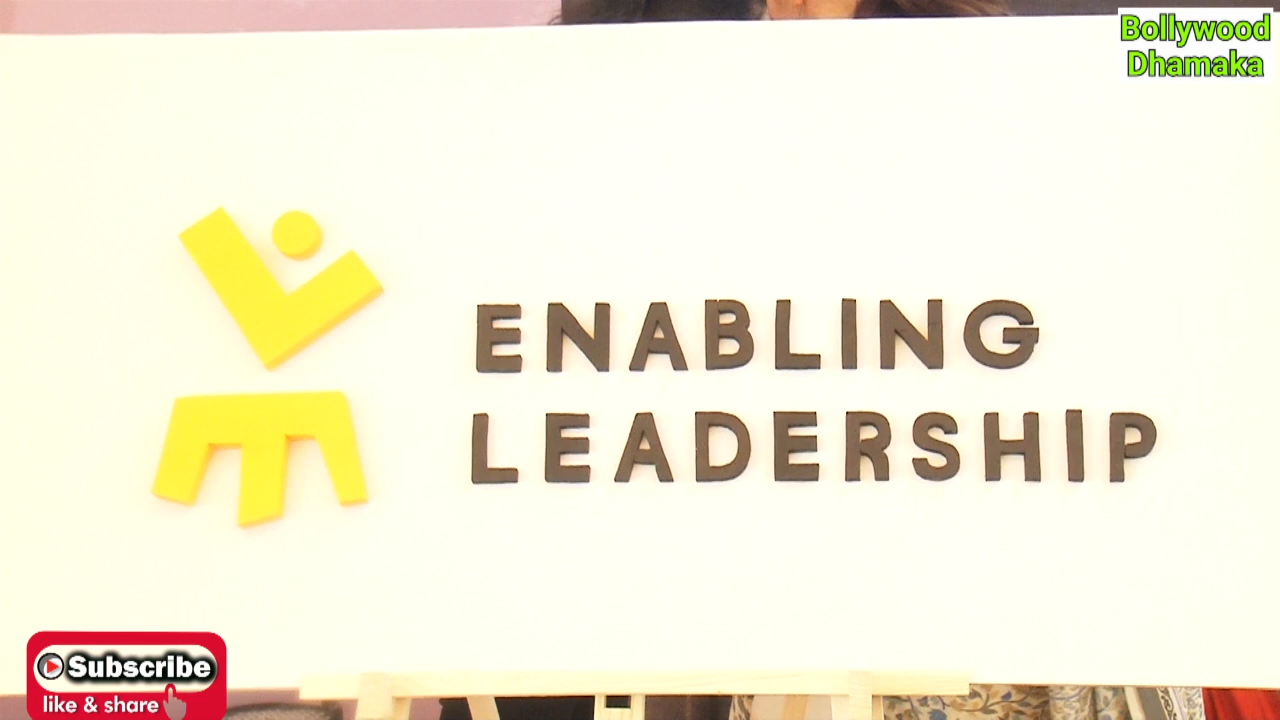 Bollywood
Dhamaka
ENABLING
LEADERSHIP
Subscribe
like & share